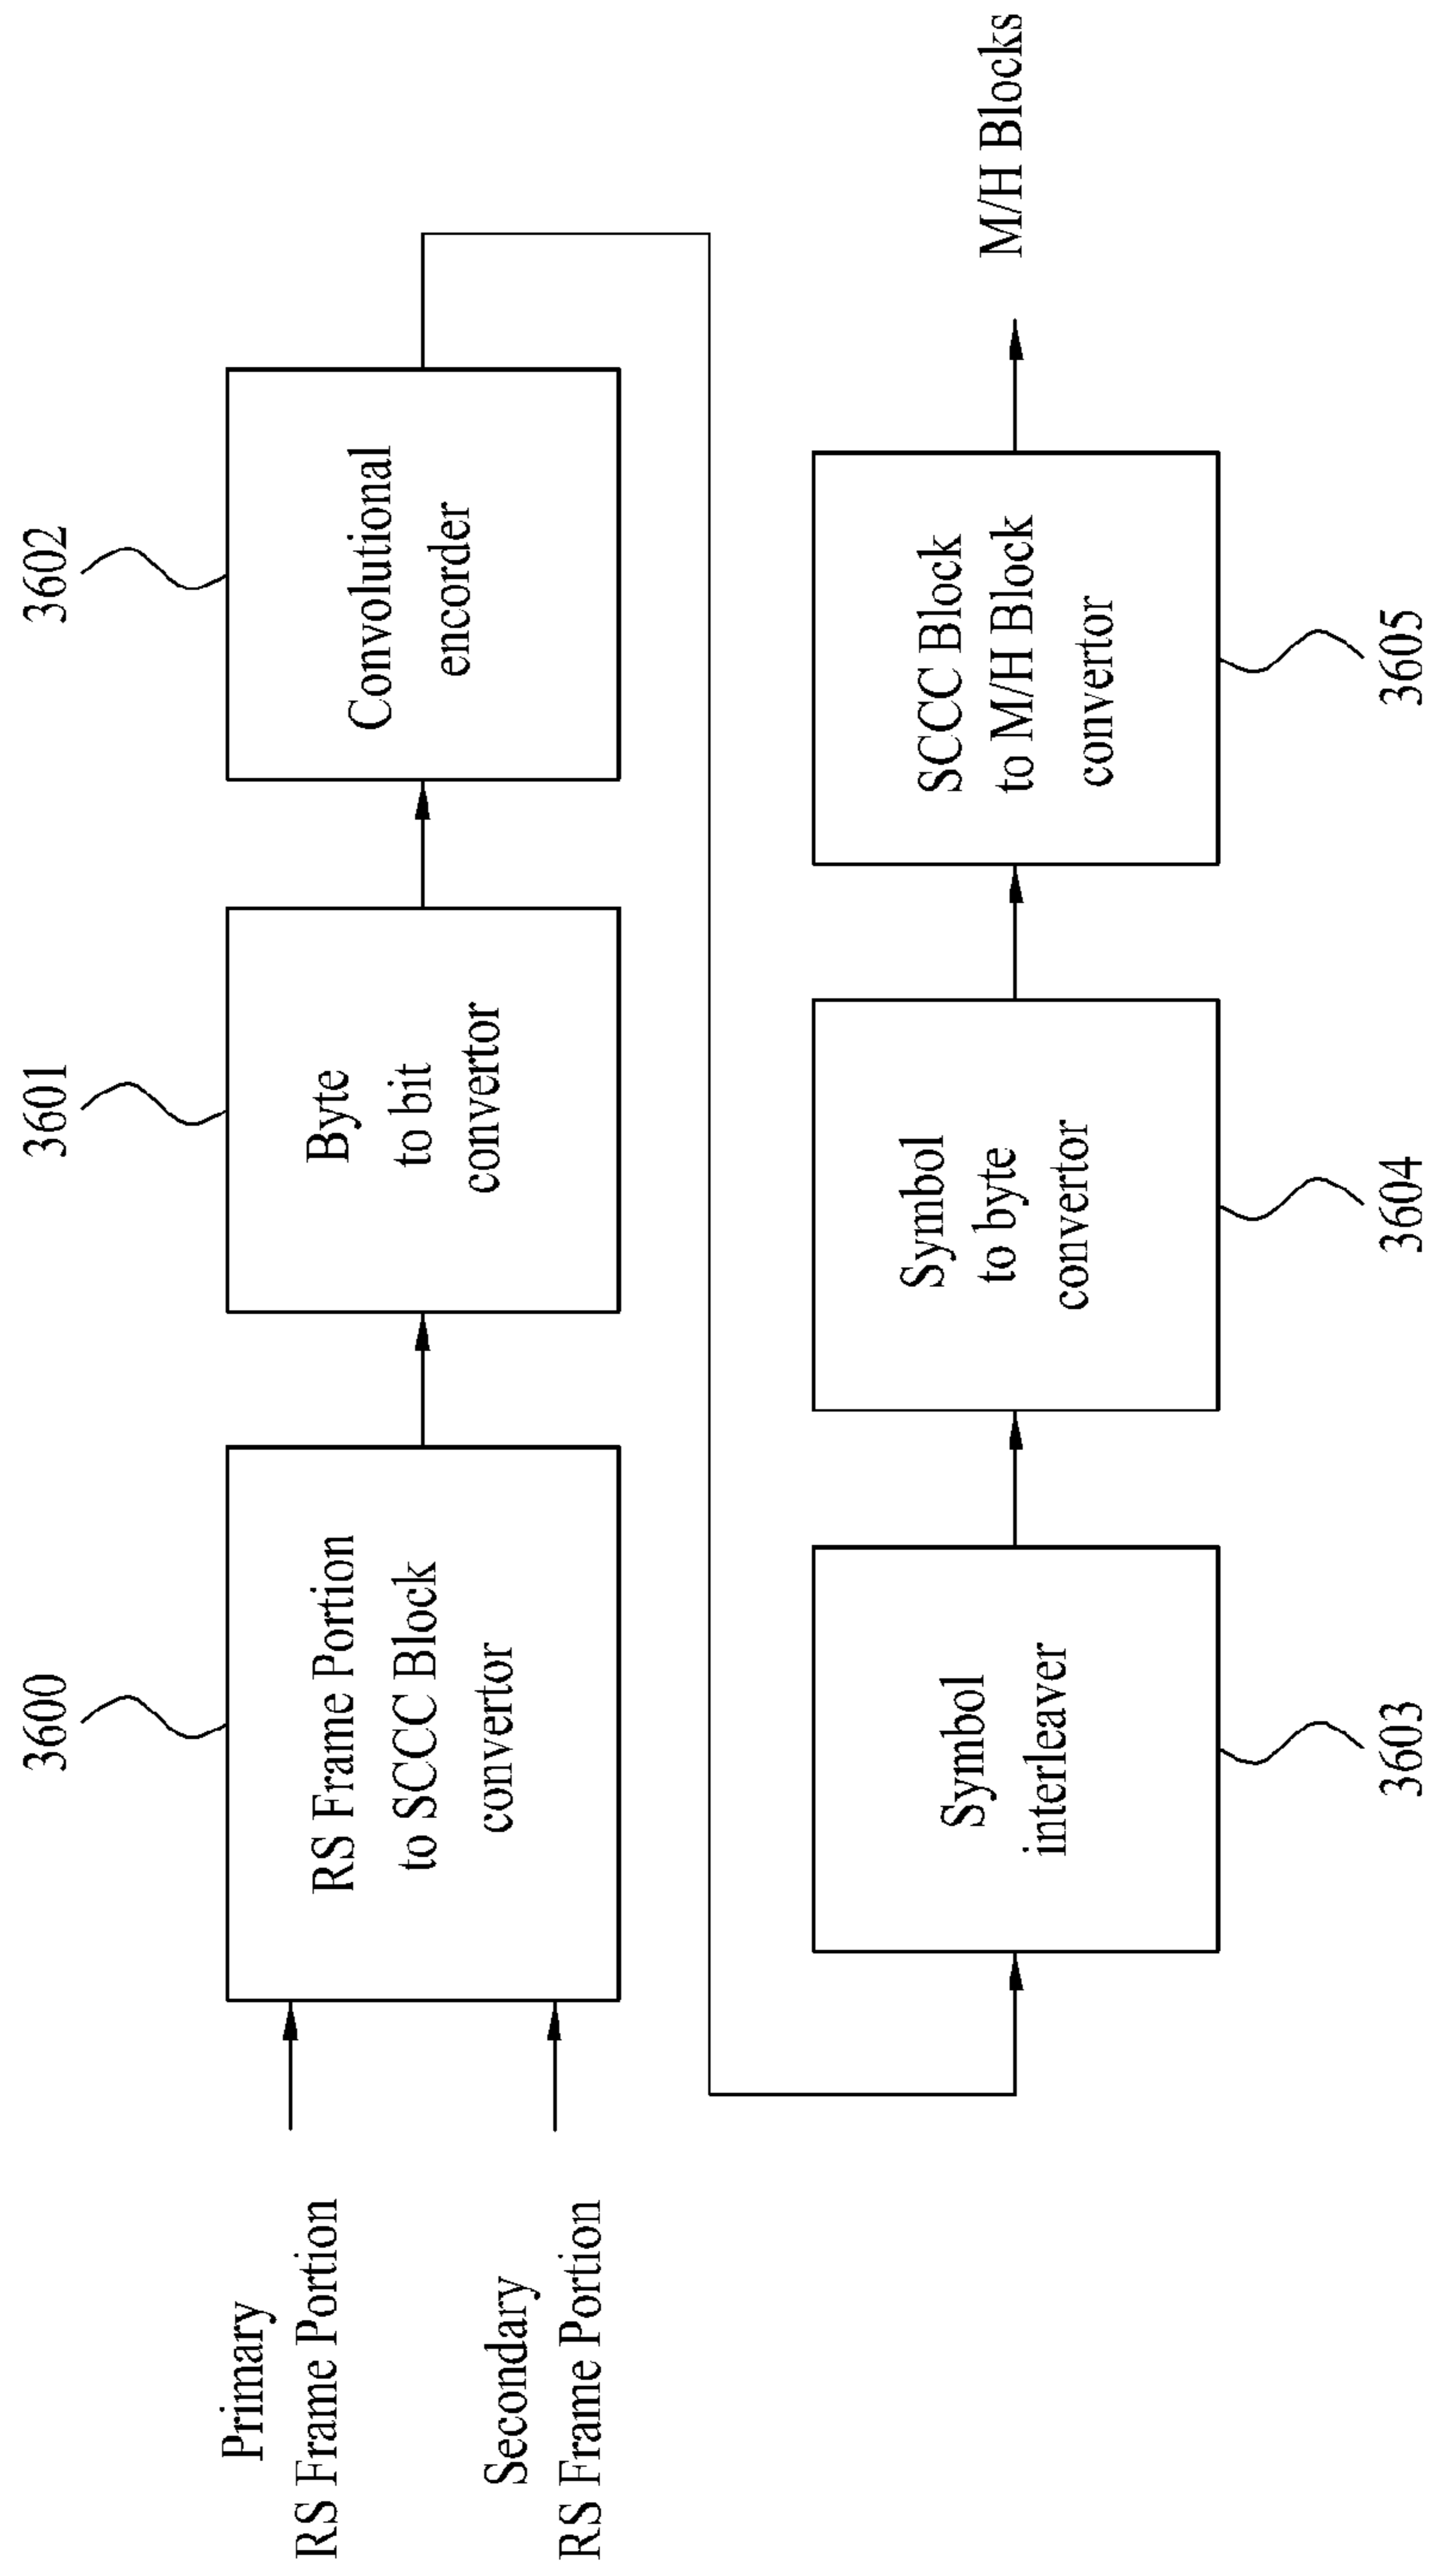 3600
3601
3602
Primary
RS Frame Portion
Secondary
RS Frame Portion
RS Frame Portion
to SCCC Block
convertor
Byte
to bit
convertor
Convolutional
encorder
Symbol
interleaver
Symbol
to byte
convertor
SCCC Block
to M/H Block
convertor
M/H Blocks
3603
3604
3605